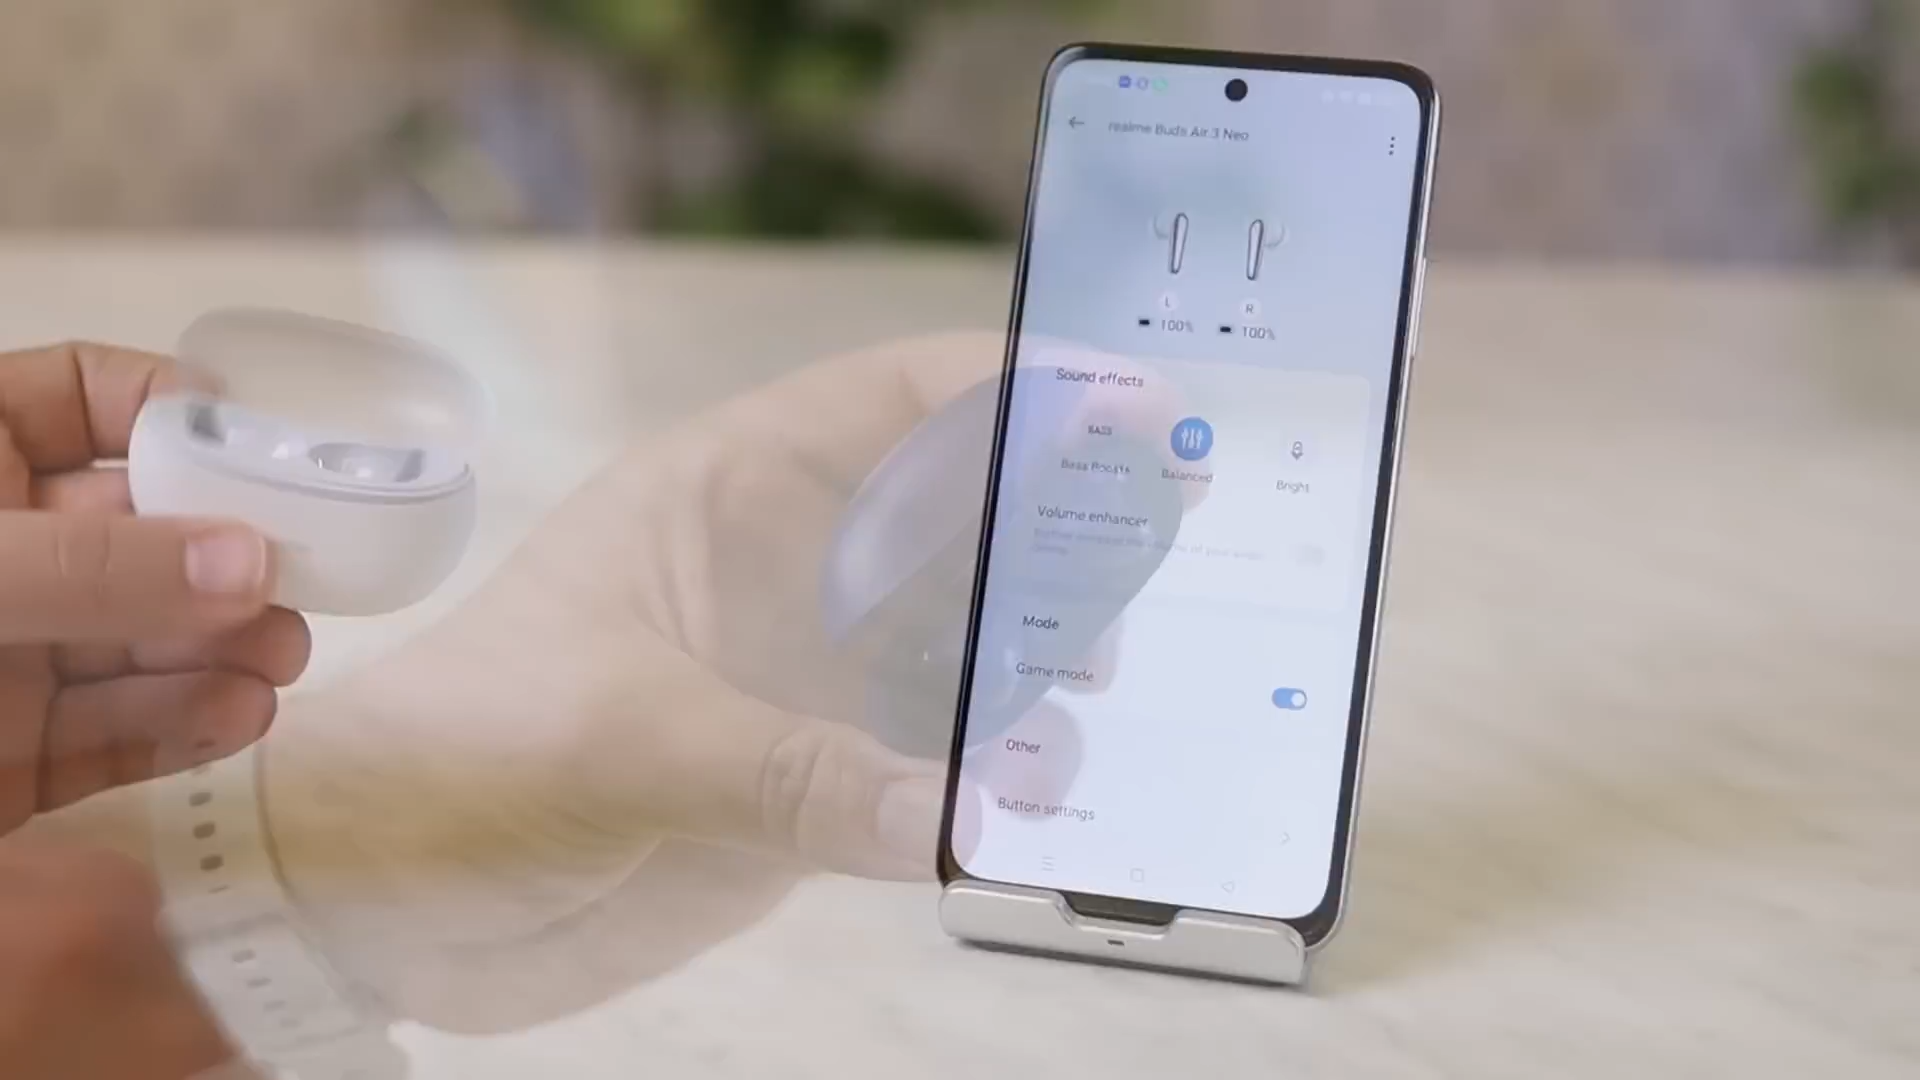 realme Buds Air 3 Neo
L R
100% 100%
Sound effects
BASS
Bass Boost+ Balanced Bright
Volume enhancer
Mode
Game mode
Other
Button settings